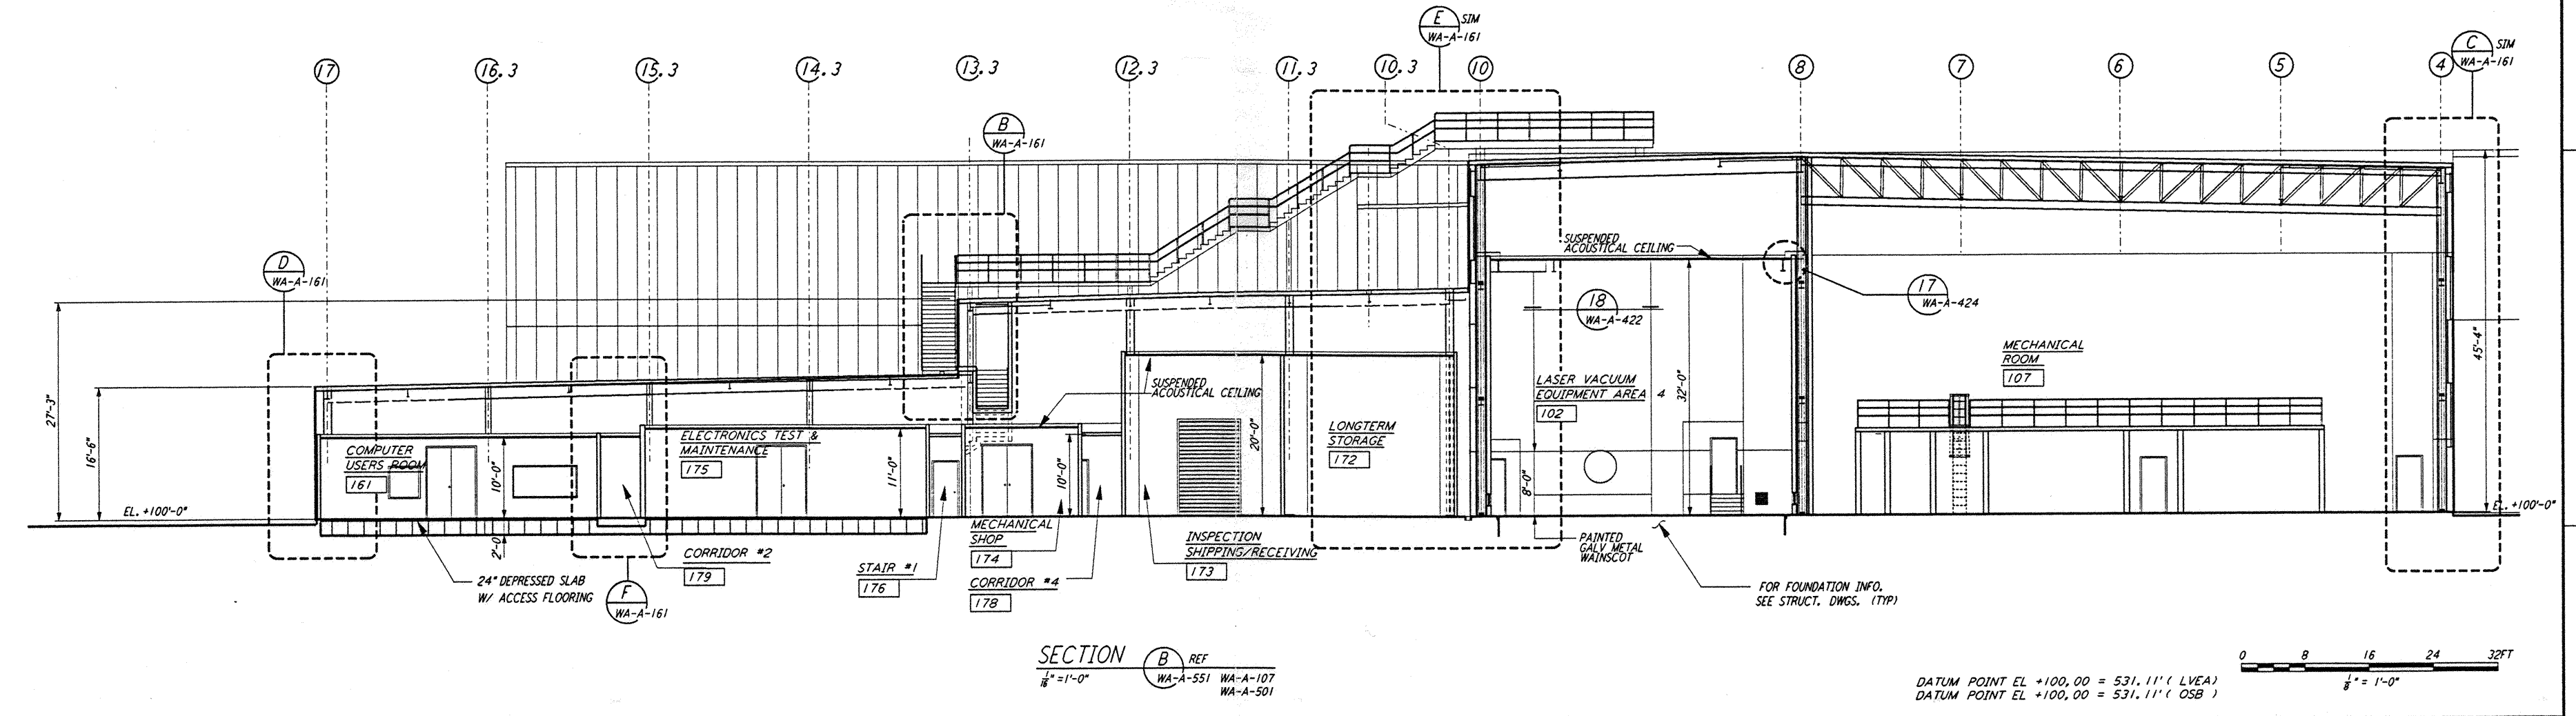 E SIM
WA-A-161
C SIM
WA-A-161
17
16.3
15.3
14.3
13.3
12.3
11.3
10.3
10
8
7
6
5
4
B
WA-A-161
D
WA-A-161
SUSPENDED
ACOUSTICAL CEILING
17
WA-A-424
18
WA-A-422
27'-3"
16'-6"
45'-4"
MECHANICAL
ROOM
107
SUSPENDED
ACOUSTICAL CEILING
LASER VACUUM
EQUIPMENT AREA 4
102
32'-0"
20'-0"
LONGTERM
STORAGE
172
ELECTRONICS TEST &
MAINTENANCE
175
COMPUTER
USERS ROOM
161
10'-0"
11'-0"
10'-0"
8'-0"
EL. +100'-0"
EL. +100'-0"
2'-0"
MECHANICAL
SHOP
174
INSPECTION
SHIPPING/RECEIVING
173
PAINTED
GALV METAL
WAINSCOT
CORRIDOR #2
179
STAIR #1
176
CORRIDOR #4
178
24" DEPRESSED SLAB
W/ ACCESS FLOORING
F
WA-A-161
FOR FOUNDATION INFO.
SEE STRUCT. DWGS. (TYP)
SECTION B REF
1/16" =1'-0" WA-A-551 WA-A-107
WA-A-501
0 8 16 24 32FT
1/8" = 1'-0"
DATUM POINT EL +100,00 = 531.11' ( LVEA)
DATUM POINT EL +100,00 = 531.11' ( OSB )